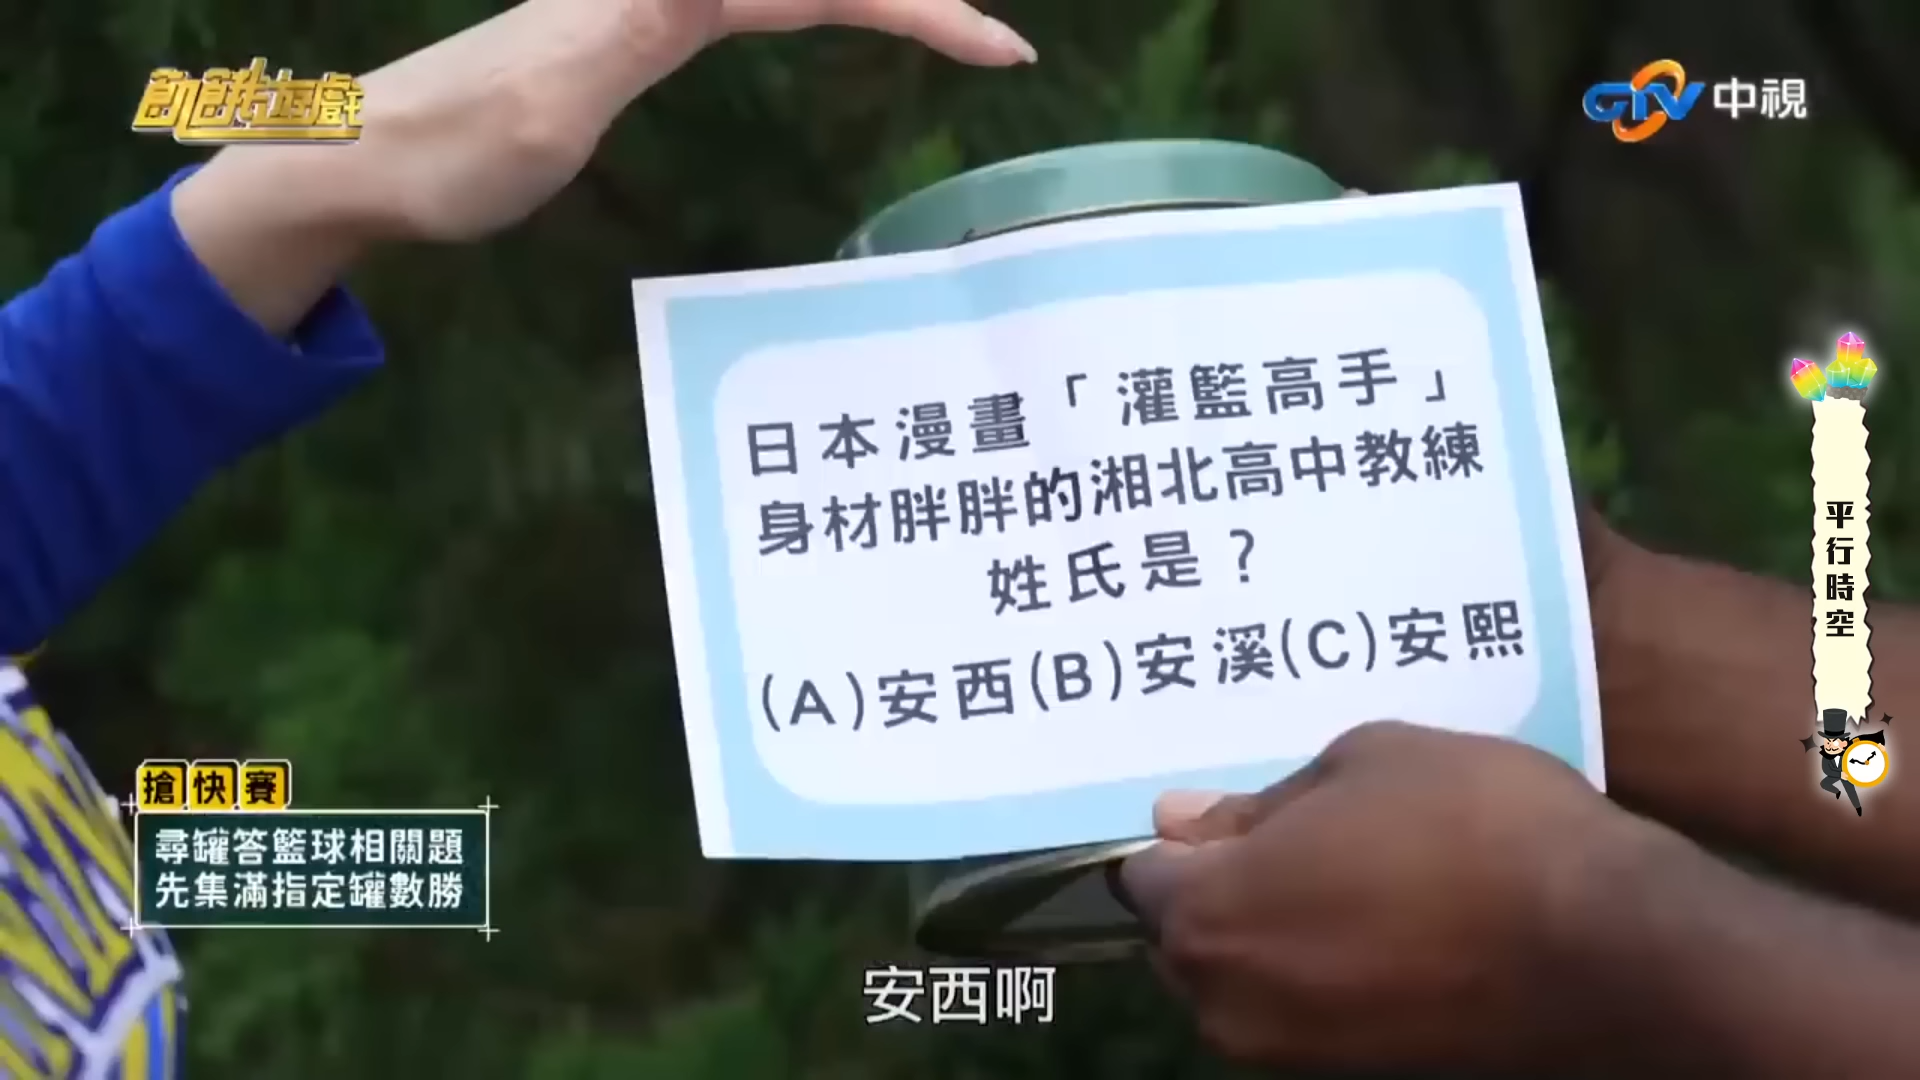 飢餓遊戲
CTV中視
日本漫畫「灌籃高手」
身材胖胖的湘北高中教練
姓氏是？
(A)安西(B)安溪(C)安熙
平行時空
搶快賽
尋罐答籃球相關題
先集滿指定罐數勝
安西啊